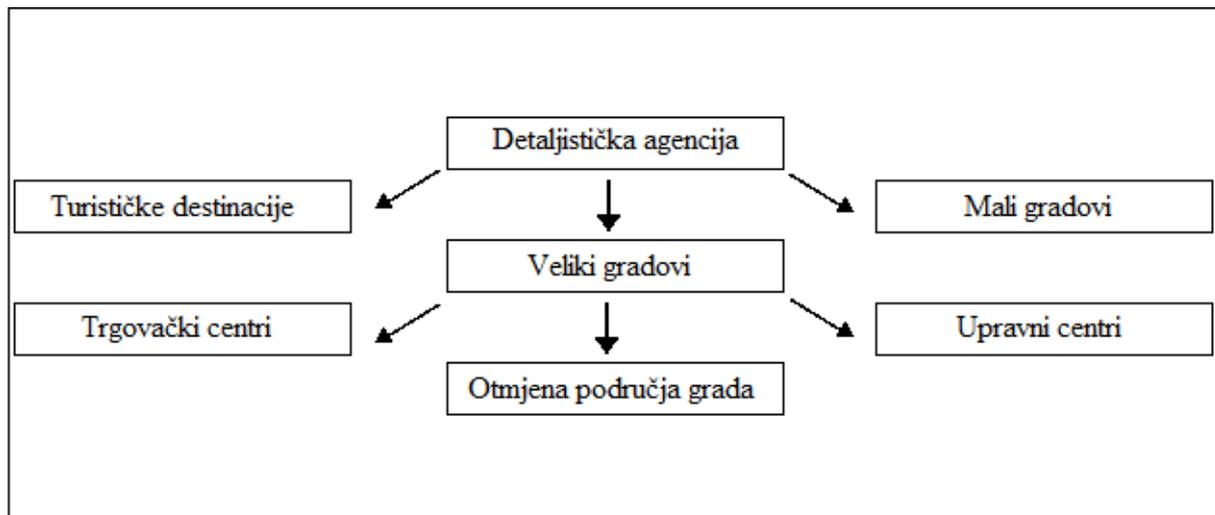 Detaljistička agencija
Turističke destinacije
Mali gradovi
Veliki gradovi
Trgovački centri
Upravni centri
Otmjena područja grada